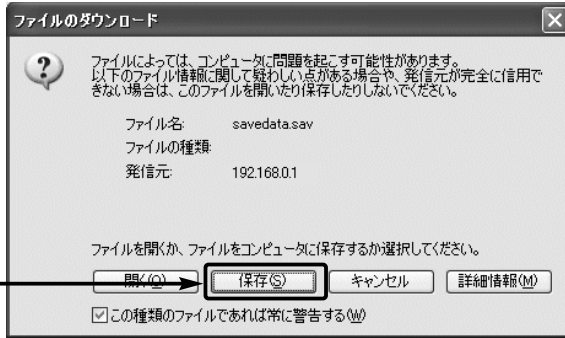 ファイルのダウンロード
ファイルによっては、コンピュータに問題を起こす可能性があります。
以下のファイル情報に関して疑わしい点がある場合や、発信元が完全に信用で
きない場合は、このファイルを開いたり保存したりしないでください。
ファイル名: savedata.sav
ファイルの種類:
発信元: 192.168.0.1
ファイルを開くか、ファイルをコンピュータに保存するか選択してください。
開く(O) 保存(S) キャンセル 詳細情報(M)
この種類のファイルであれば常に警告する(W)